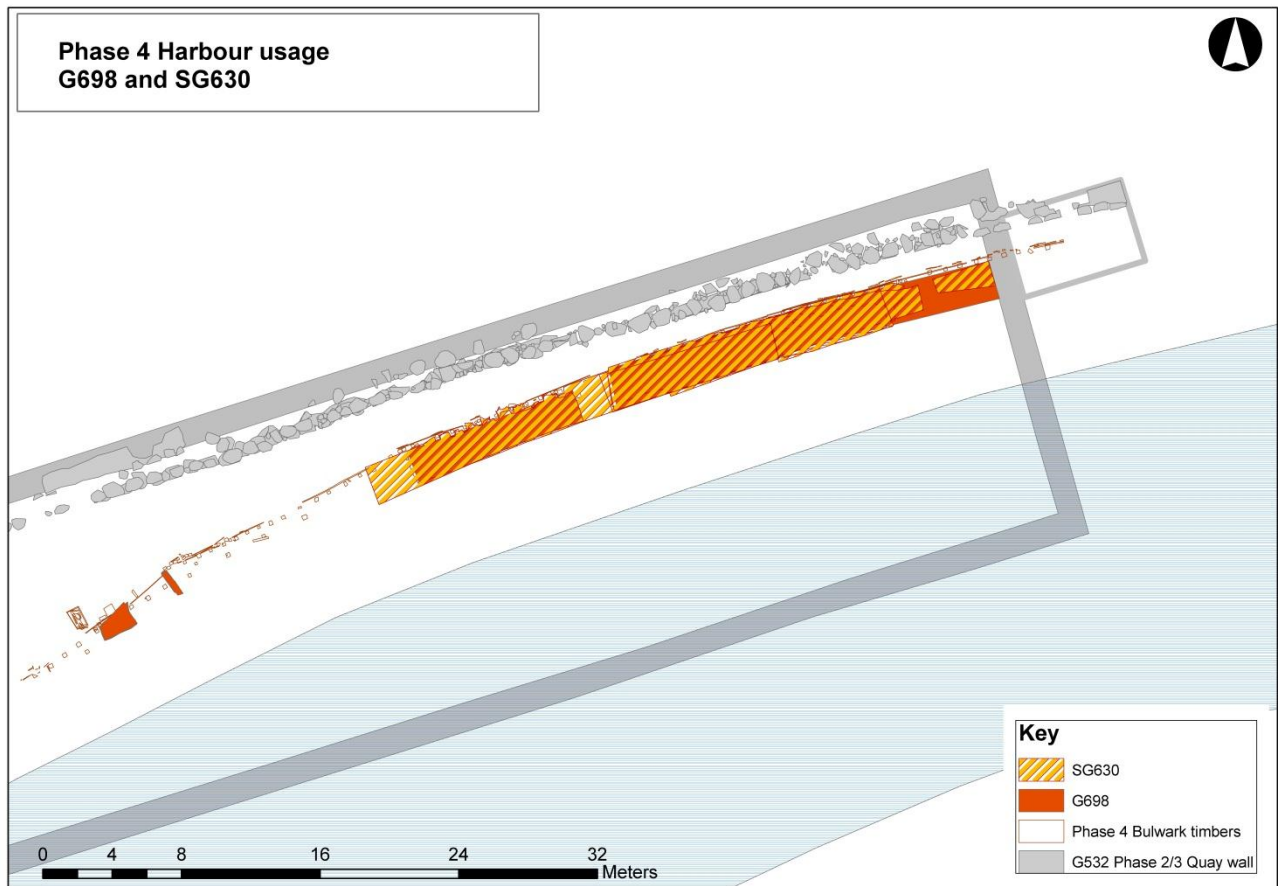 Phase 4 Harbour usage
G698 and SG630
Key
SG630
G698
Phase 4 Bulwark timbers
G532 Phase 2/3 Quay wall
0 4 8 16 24 32
Meters